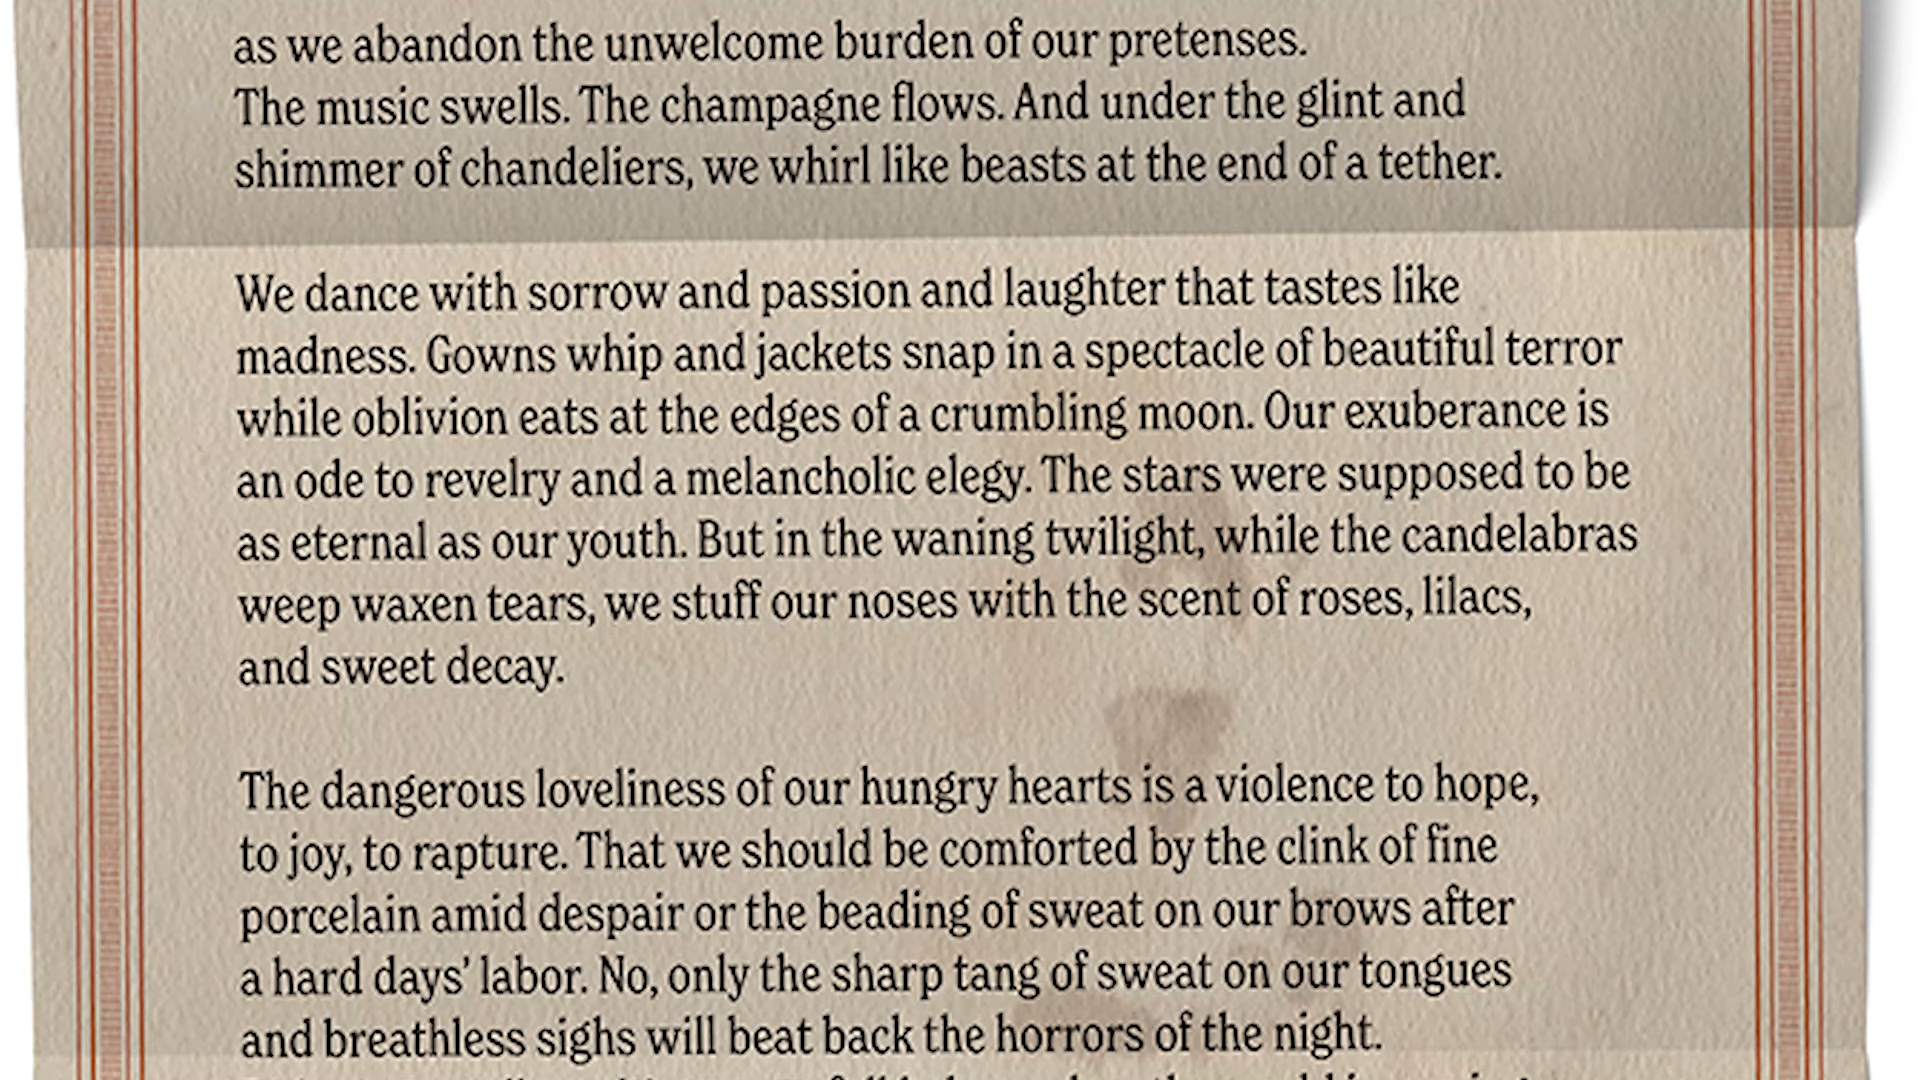 as we abandon the unwelcome burden of our pretenses.
The music swells. The champagne flows. And under the glint and
shimmer of chandeliers, we whirl like beasts at the end of a tether.
We dance with sorrow and passion and laughter that tastes like
madness. Gowns whip and jackets snap in a spectacle of beautiful terror
while oblivion eats at the edges of a crumbling moon. Our exuberance is
an ode to revelry and a melancholic elegy. The stars were supposed to be
as eternal as our youth. But in the waning twilight, while the candelabras
weep waxen tears, we stuff our noses with the scent of roses, lilacs,
and sweet decay.
The dangerous loveliness of our hungry hearts is a violence to hope,
to joy, to rapture. That we should be comforted by the clink of fine
porcelain amid despair or the beading of sweat on our brows after
a hard days’ labor. No, only the sharp tang of sweat on our tongues
and breathless sighs will beat back the horrors of the night.